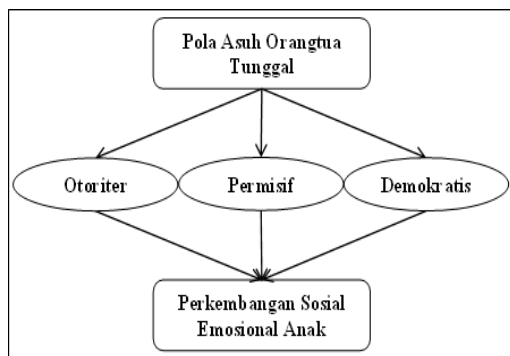 Pola Asuh Orangtua
Tunggal
Otoriter
Permisif
Demokratis
Perkembangan Sosial
Emosional Anak